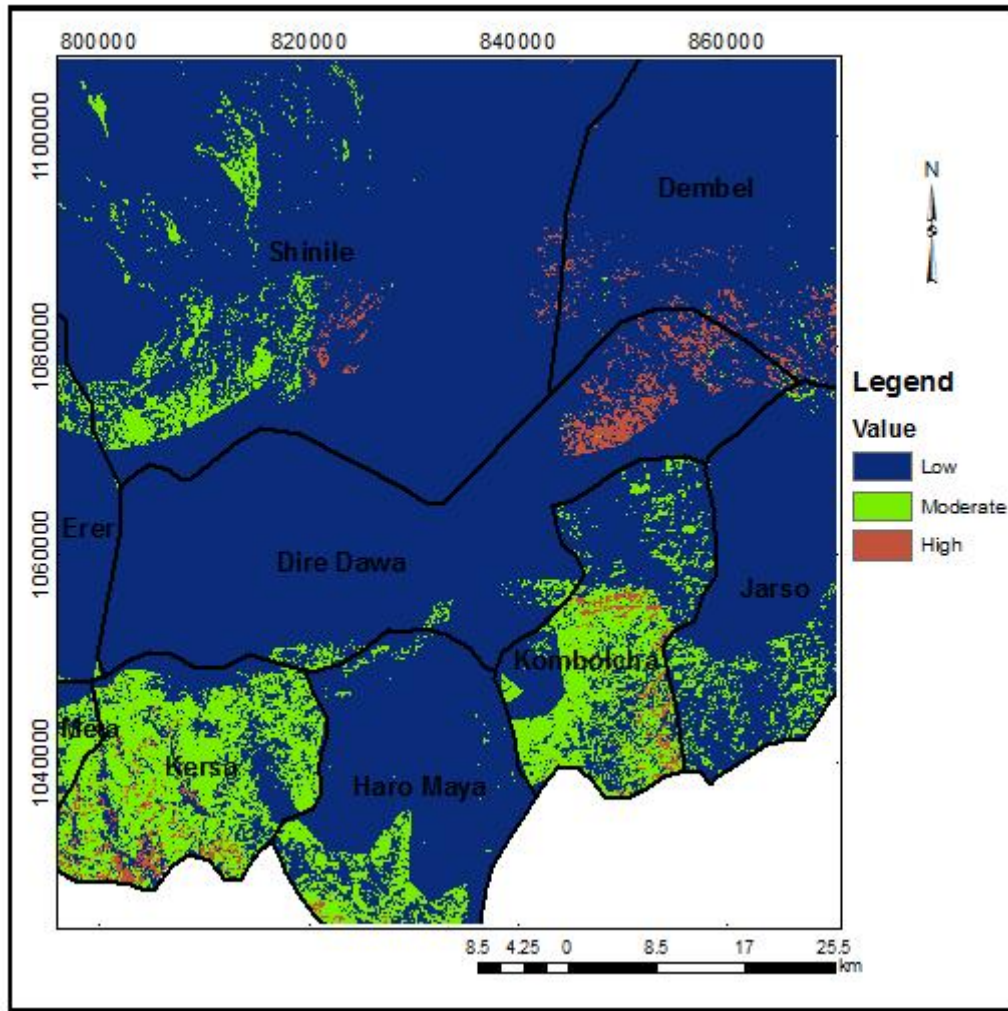 800000 820000 840000 860000
1100000
1080000
1060000
1040000
N
Dembel
Shinile
Legend
Value
Low
Moderate
High
Erer
Dire Dawa
Jarso
Kombolcha
Meta
Kersa
Haro Maya
8.5 4.25 0 8.5 17 25.5
km